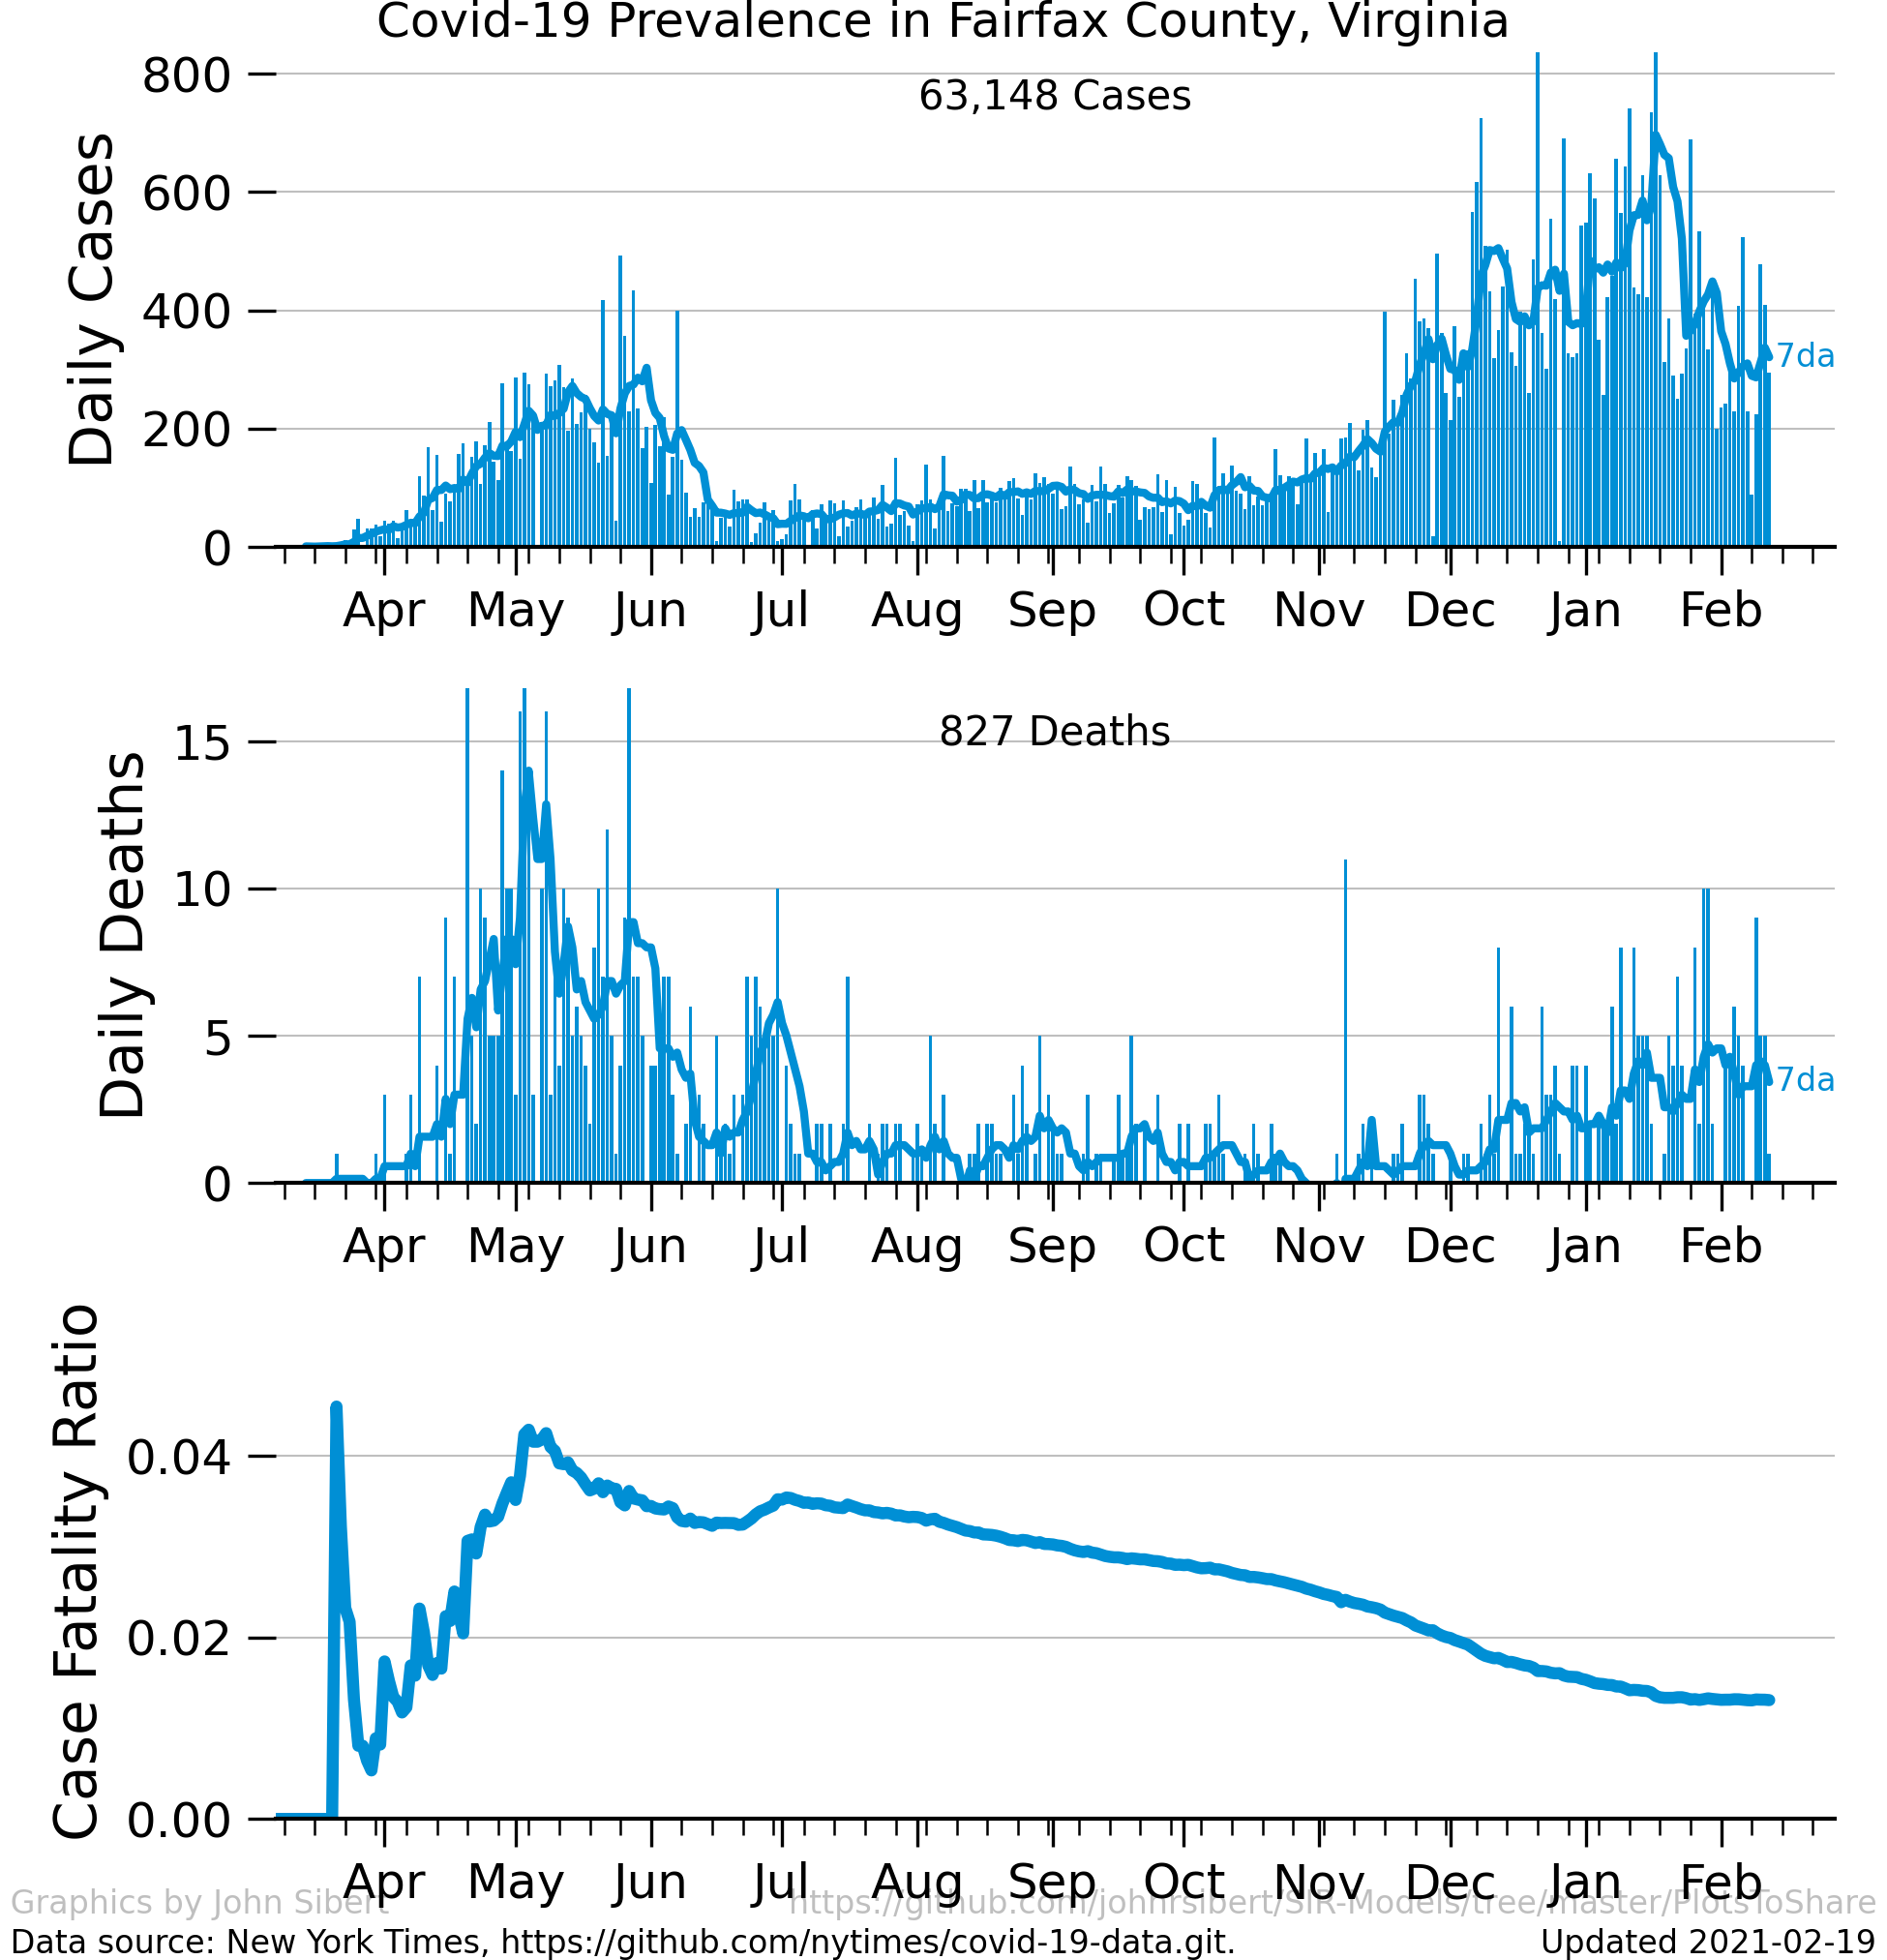 Covid-19 Prevalence in Fairfax County, Virginia
Daily Cases
800
600
400
200
0
63,148 Cases
7da
Apr May Jun Jul Aug Sep Oct Nov Dec Jan Feb
Daily Deaths
15
10
5
0
827 Deaths
7da
Apr May Jun Jul Aug Sep Oct Nov Dec Jan Feb
Case Fatality Ratio
0.04
0.02
0.00
Apr May Jun Jul Aug Sep Oct Nov Dec Jan Feb
Graphics by John Sibert
https://github.com/johnrsibert/SIR-Models/tree/master/PlotsToShare
Data source: New York Times, https://github.com/nytimes/covid-19-data.git.
Updated 2021-02-19